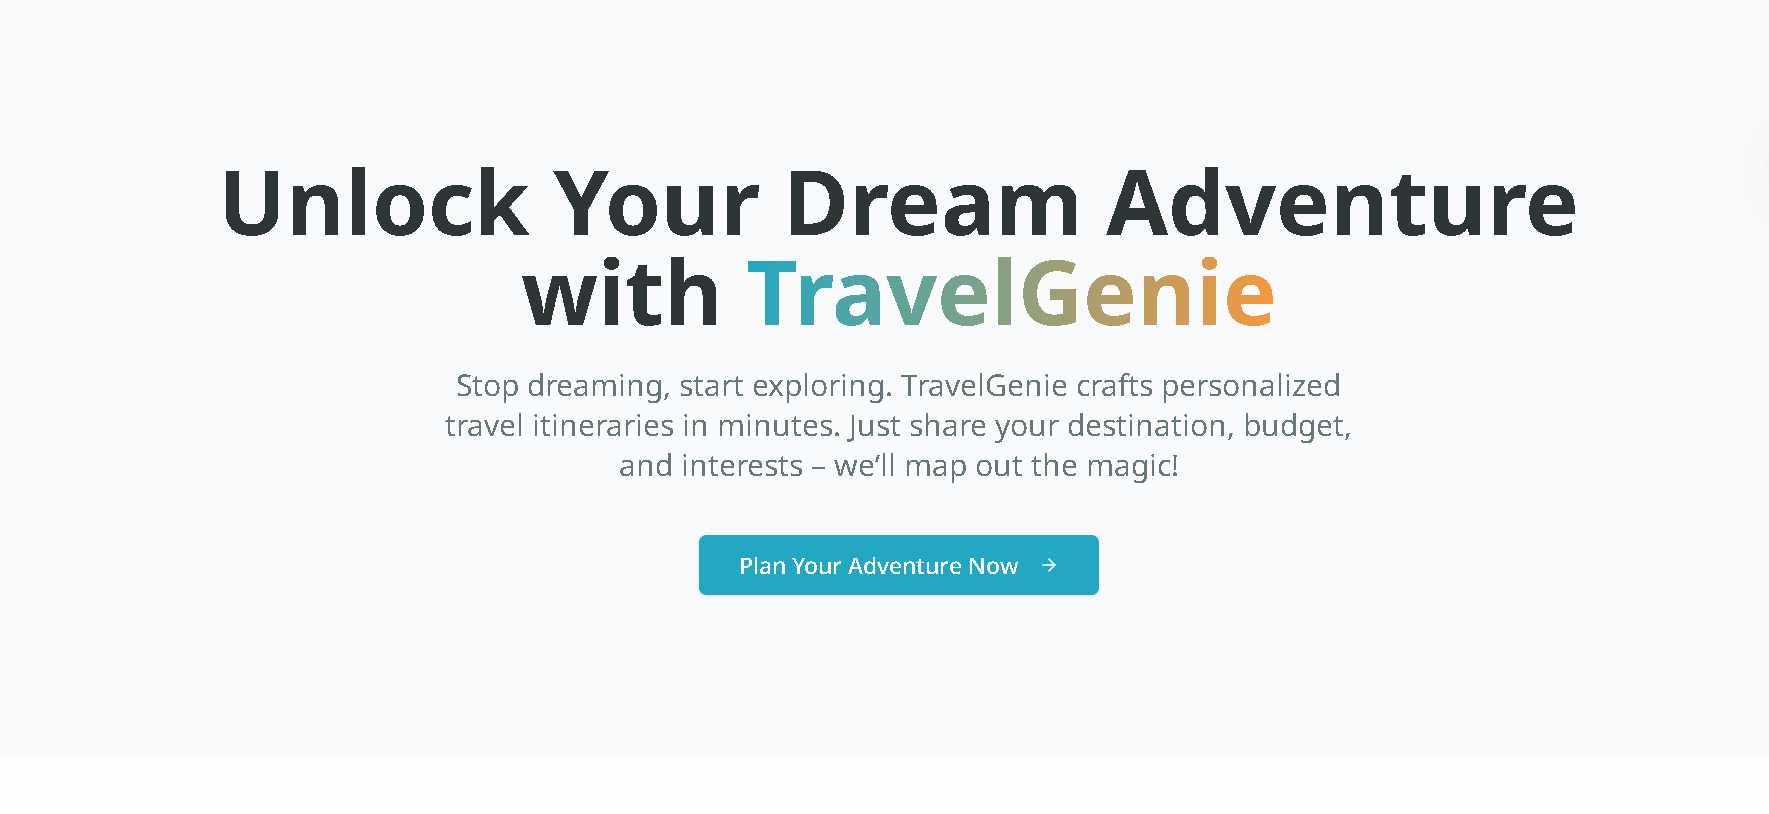 Unlock Your Dream Adventure
with TravelGenie
Stop dreaming, start exploring. TravelGenie crafts personalized
travel itineraries in minutes. Just share your destination, budget,
and interests – we’ll map out the magic!
Plan Your Adventure Now →